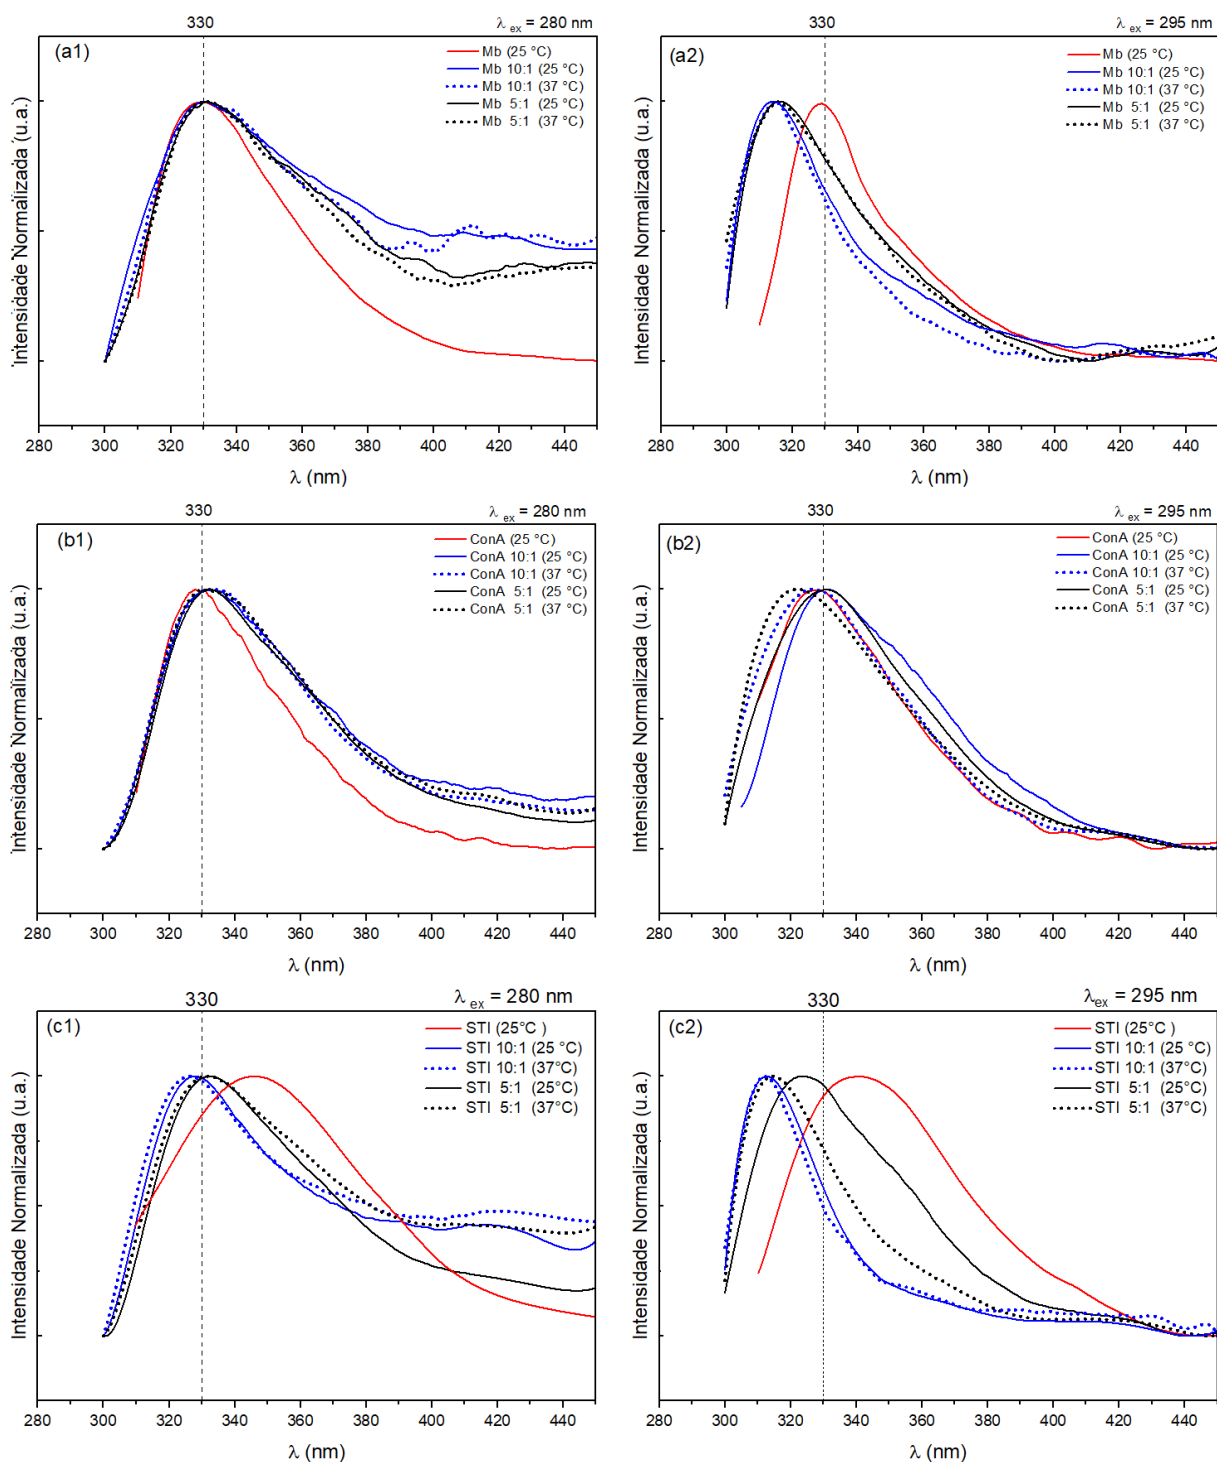 330
λ ex = 280 nm
(a1)
Mb (25 °C)
Mb 10:1 (25 °C)
Mb 10:1 (37 °C)
Mb 5:1 (25 °C)
Mb 5:1 (37 °C)
Intensidade Normalizada (u.a.)
280 300 320 340 360 380 400 420 440
λ (nm)
330
λ ex = 295 nm
(a2)
Mb (25 °C)
Mb 10:1 (25 °C)
Mb 10:1 (37 °C)
Mb 5:1 (25 °C)
Mb 5:1 (37 °C)
Intensidade Normalizada (u.a.)
280 300 320 340 360 380 400 420 440
λ (nm)
330
λ ex = 280 nm
(b1)
ConA (25 °C)
ConA 10:1 (25 °C)
ConA 10:1 (37 °C)
ConA 5:1 (25 °C)
ConA 5:1 (37 °C)
Intensidade Normalizada (u.a.)
280 300 320 340 360 380 400 420 440
λ (nm)
330
λ ex = 295 nm
(b2)
ConA (25 °C)
ConA 10:1 (25 °C)
ConA 10:1 (37 °C)
ConA 5:1 (25 °C)
ConA 5:1 (37 °C)
Intensidade Normalizada (u.a.)
280 300 320 340 360 380 400 420 440
λ (nm)
330
λ ex = 280 nm
(c1)
STI (25°C )
STI 10:1 (25 °C)
STI 10:1 (37°C)
STI 5:1 (25°C)
STI 5:1 (37°C)
Intensidade Normalizada (u.a.)
280 300 320 340 360 380 400 420 440
λ (nm)
330
λex = 295 nm
(c2)
STI (25°C)
STI 10:1 (25 °C)
STI 10:1 (37°C)
STI 5:1 (25°C)
STI 5:1 (37°C)
Intensidade Normalizada (u.a.)
280 300 320 340 360 380 400 420 440
λ (nm)